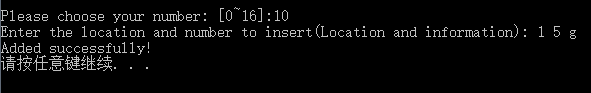 Please choose your number: [0~16]:10
Enter the location and number to insert(Location and information): 1 5 g
Added successfully!
请按任意键继续. . .